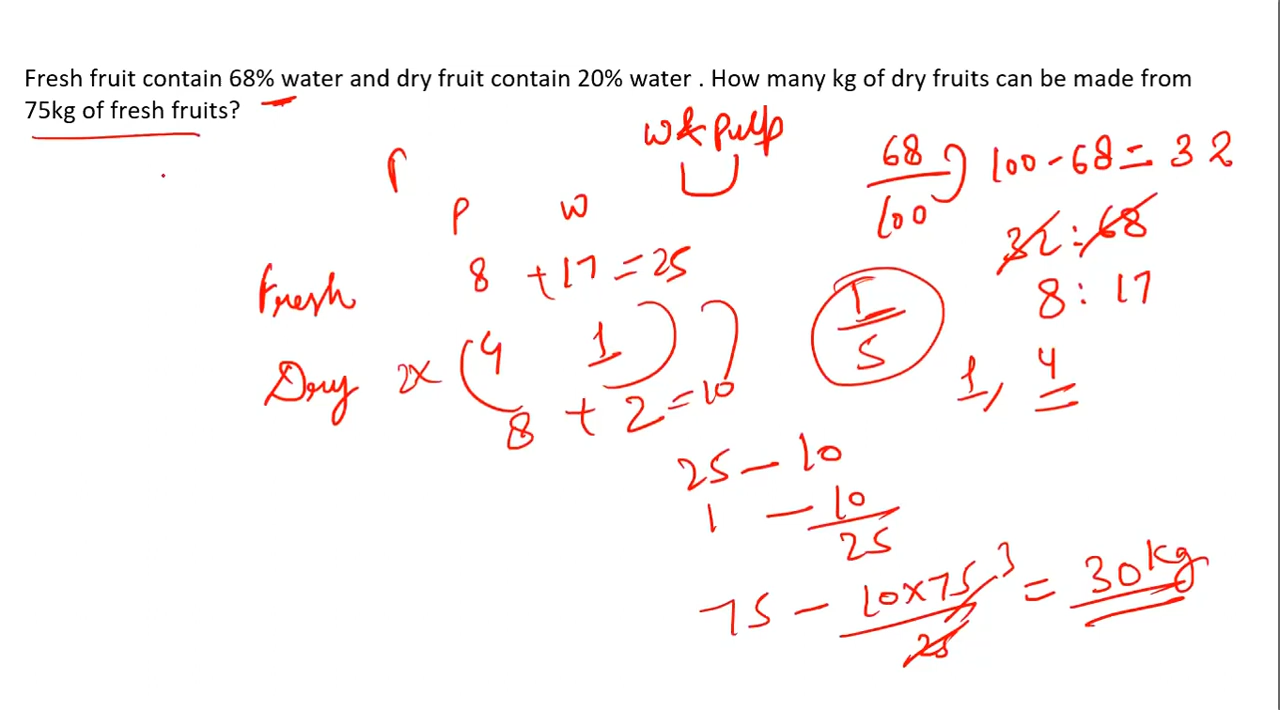 Fresh fruit contain 68% water and dry fruit contain 20% water . How many kg of dry fruits can be made from
75kg of fresh fruits?
w & pulp
68/100 100-68=32
P W
32:68
Fresh 8 +17 =25
8:17
1/5
Dry 2x (4 1)
1, 4
8 + 2 =10
25 - 10
1 - 10/25
75 - 10x75/25 3 = 30kg